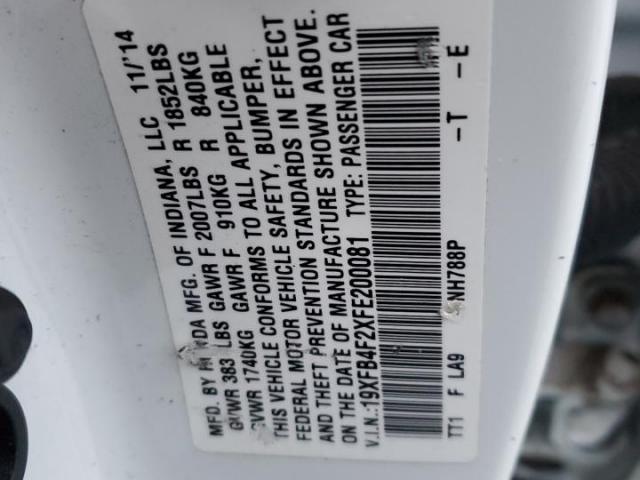 MFD. BY HONDA MFG. OF INDIANA, LLC 11/'14
GVWR 383 LBS GAWR F 2007LBS R 1852LBS
GVWR 1740KG GAWR F 910KG R 840KG
THIS VEHICLE CONFORMS TO ALL APPLICABLE
FEDERAL MOTOR VEHICLE SAFETY, BUMPER,
AND THEFT PREVENTION STANDARDS IN EFFECT
ON THE DATE OF MANUFACTURE SHOWN ABOVE.
V.I.N.:19XFB4F2XFE200081 TYPE: PASSENGER CAR
NH788P -T -E
TT1 F LA9